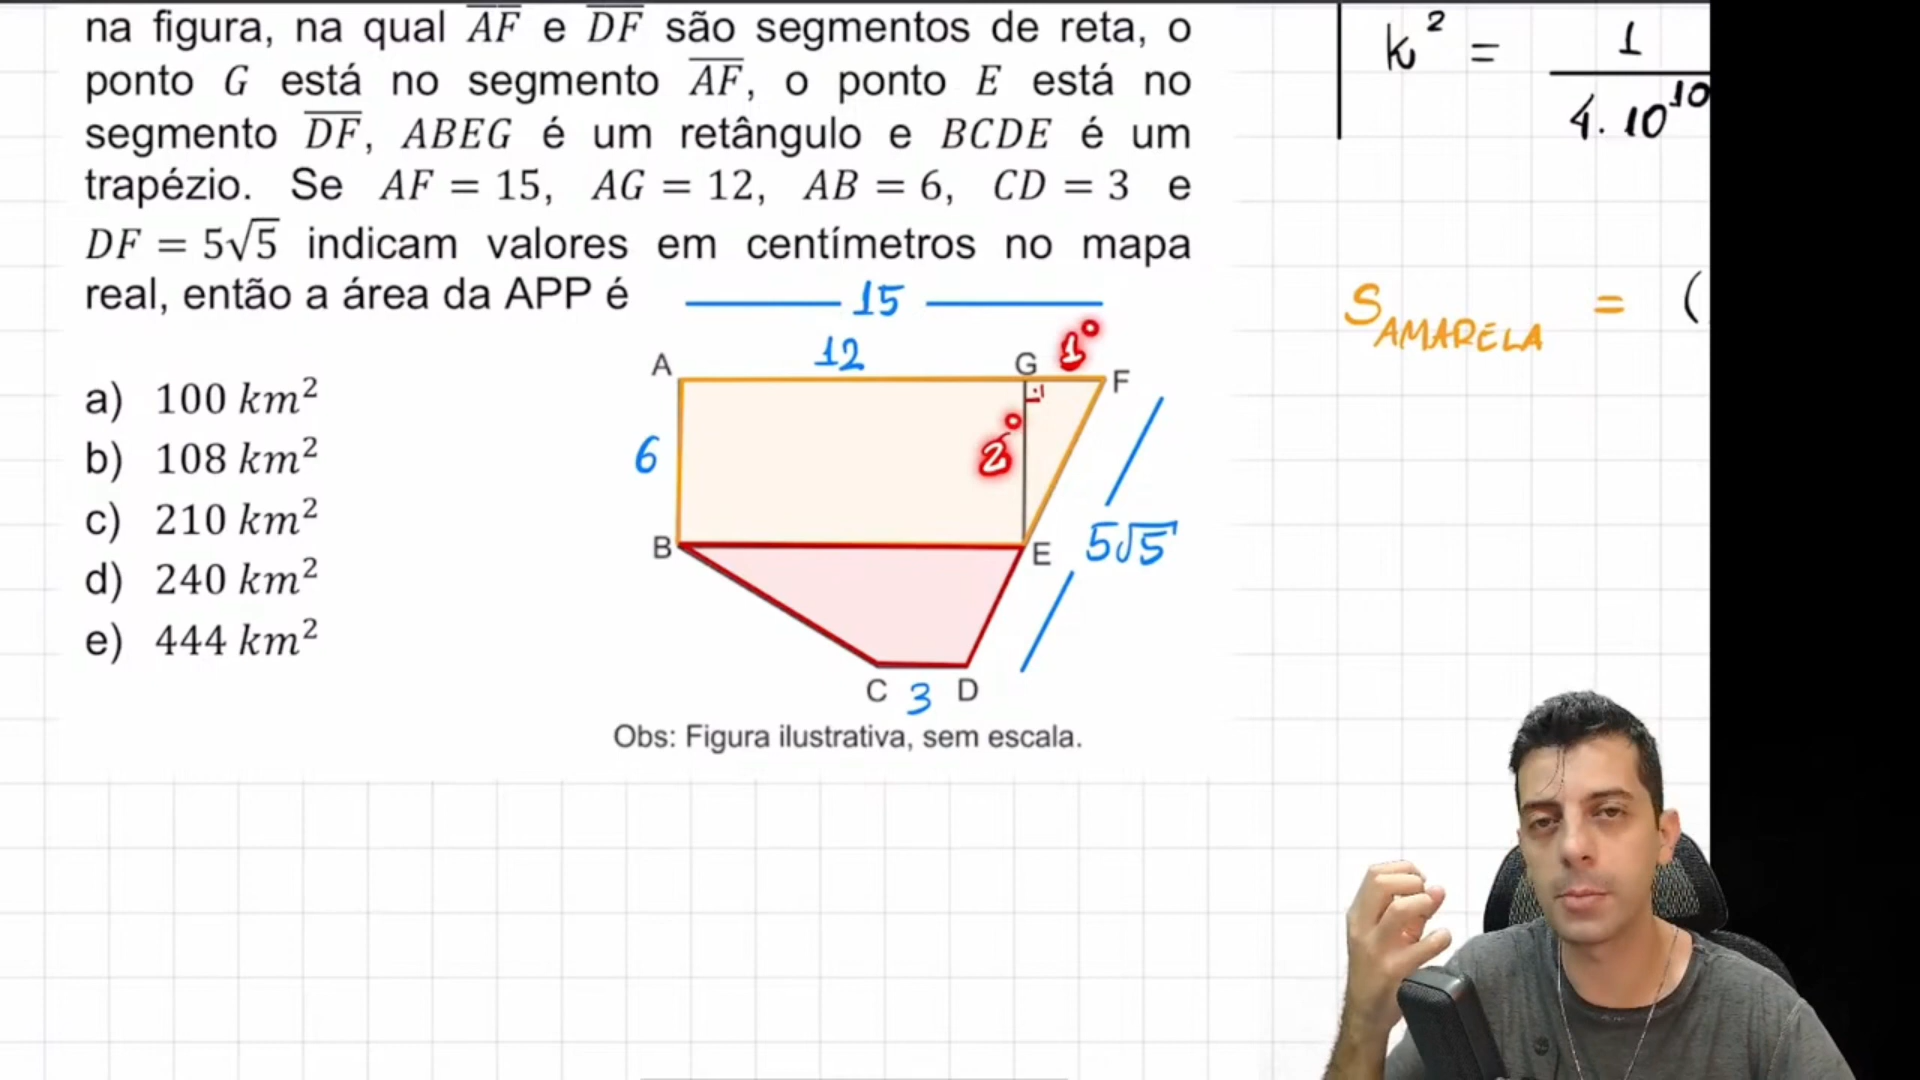 na figura, na qual AF e DF são segmentos de reta, o
ponto G está no segmento AF, o ponto E está no
segmento DF, ABEG é um retângulo e BCDE é um
trapézio. Se AF = 15, AG = 12, AB = 6, CD = 3 e
DF = 5√5 indicam valores em centímetros no mapa
real, então a área da APP é
a) 100 km²
b) 108 km²
c) 210 km²
d) 240 km²
e) 444 km²
15
12
1º
A
G
F
6
2º
B
E
5√5
C
3
D
Obs: Figura ilustrativa, sem escala.
k² = 1
4. 10¹⁰
S AMARELA = (